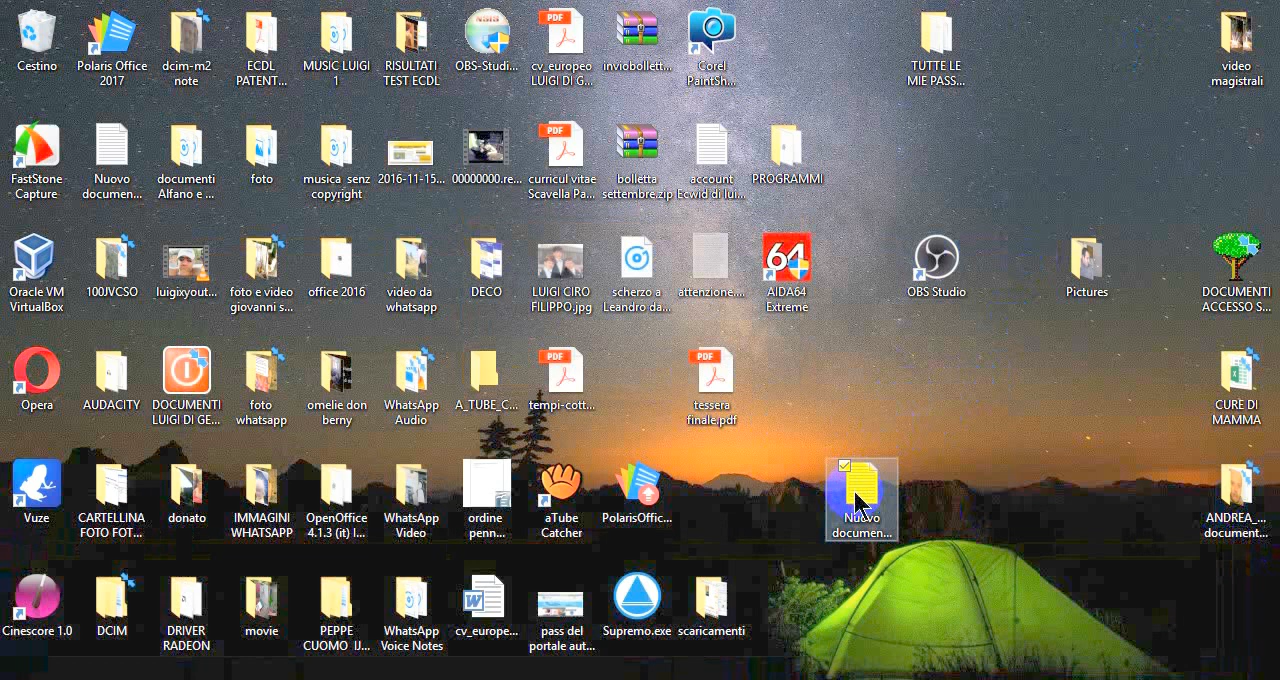 Cestino
Polaris Office
2017
dcim-m2
note
ECDL
PATENT...
MUSIC LUIGI
1
RISULTATI
TEST ECDL
OBS-Studi...
cv_europeo
LUIGI DI G...
inviobollett...
Corel
PaintSh...
TUTTE LE
MIE PASS...
video
magistrali
FastStone
Capture
Nuovo
documen...
documenti
Alfano e ...
foto
musica senz
copyright
2016-11-15...
00000000.re...
curricul vitae
Scavella Pa...
bolletta
settembre.zip
account
Ecwid di lui...
PROGRAMMI
Oracle VM
VirtualBox
100JVCSO
luigixyout...
foto e video
giovanni s...
office 2016
video da
whatsapp
DECO
LUIGI CIRO
FILIPPO.jpg
scherzo a
Leandro da...
attenzione....
AIDA64
Extreme
OBS Studio
Pictures
DOCUMENTI
ACCESSO S...
Opera
AUDACITY
DOCUMENTI
LUIGI DI GE...
foto
whatsapp
omelie don
berny
WhatsApp
Audio
A_TUBE_C...
tempi-cott...
tessera
finale.pdf
CURE DI
MAMMA
Vuze
CARTELLINA
FOTO FOT...
donato
IMMAGINI
WHATSAPP
OpenOffice
4.1.3 (it) I...
WhatsApp
Video
ordine
penn...
aTube
Catcher
PolarisOffic...
Nuovo
documen...
ANDREA_...
document...
Cinescore 1.0
DCIM
DRIVER
RADEON
movie
PEPPE
CUOMO IJ...
WhatsApp
Voice Notes
cv_europe...
pass del
portale aut...
Supremo.exe
scaricamenti